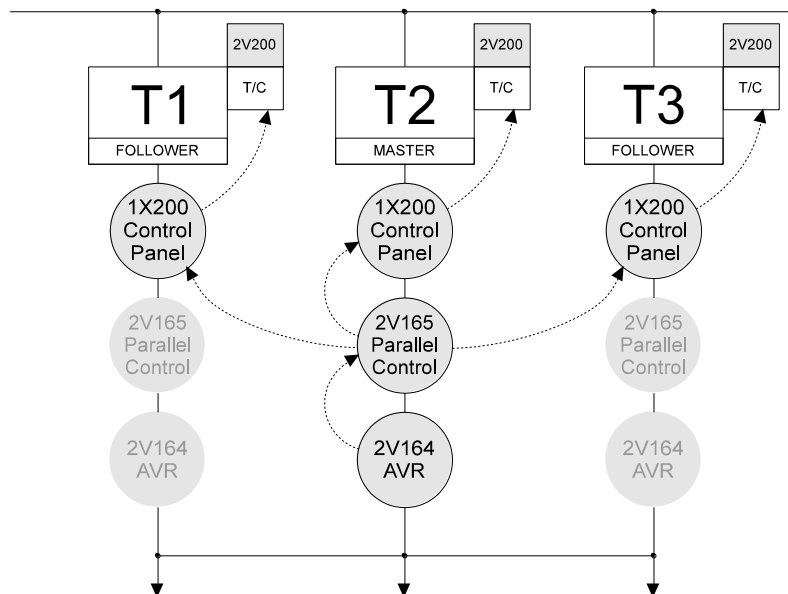 2V200
T1
T/C
FOLLOWER
1X200
Control
Panel
2V165
Parallel
Control
2V164
AVR
2V200
T2
T/C
MASTER
1X200
Control
Panel
2V165
Parallel
Control
2V164
AVR
2V200
T3
T/C
FOLLOWER
1X200
Control
Panel
2V165
Parallel
Control
2V164
AVR